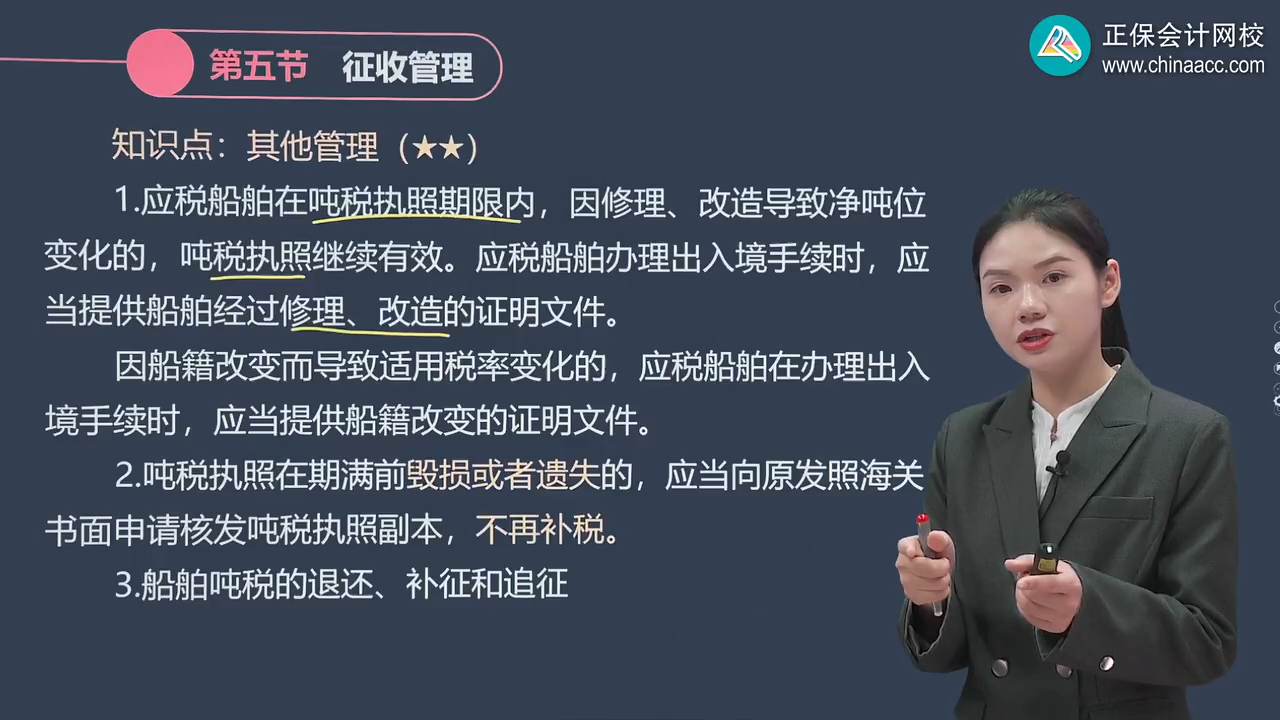 第五节 征收管理
正保会计网校
www.chinaacc.com
知识点：其他管理（★★）
1.应税船舶在吨税执照期限内，因修理、改造导致净吨位
变化的，吨税执照继续有效。应税船舶办理出入境手续时，应
当提供船舶经过修理、改造的证明文件。
因船籍改变而导致适用税率变化的，应税船舶在办理出入
境手续时，应当提供船籍改变的证明文件。
2.吨税执照在期满前毁损或者遗失的，应当向原发照海关
书面申请核发吨税执照副本，不再补税。
3.船舶吨税的退还、补征和追征